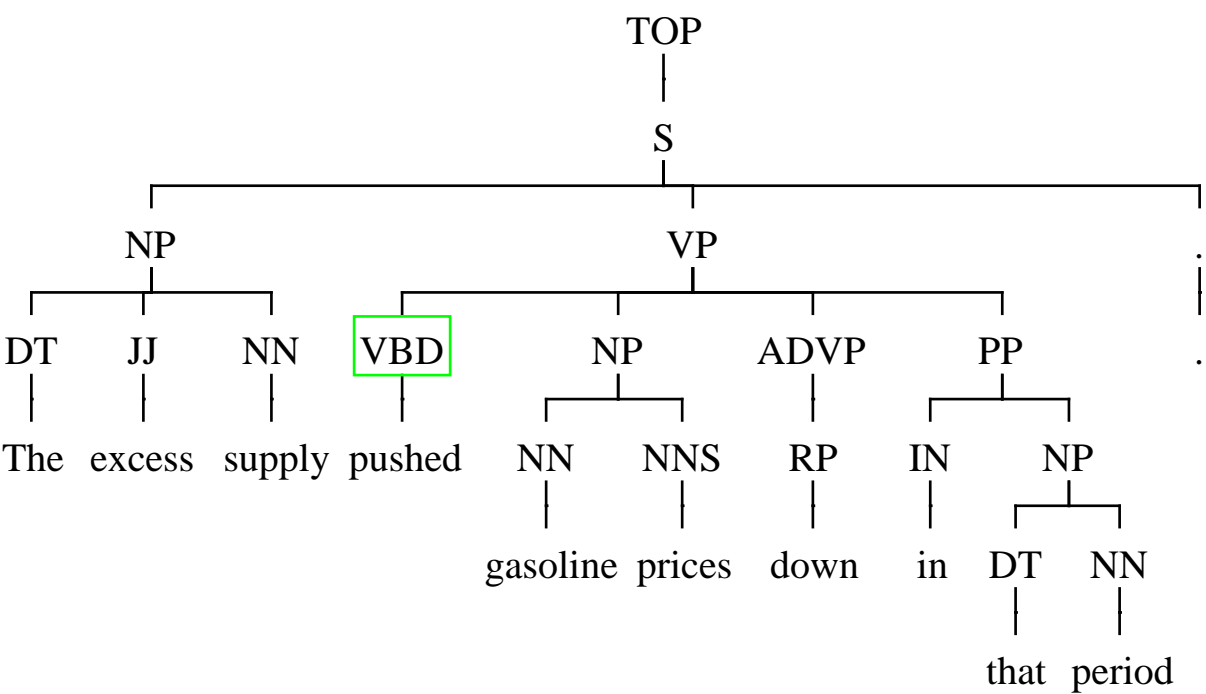 TOP
S
NP VP .
DT JJ NN VBD NP ADVP PP .
The excess supply pushed NN NNS RP IN NP
gasoline prices down in DT NN
that period